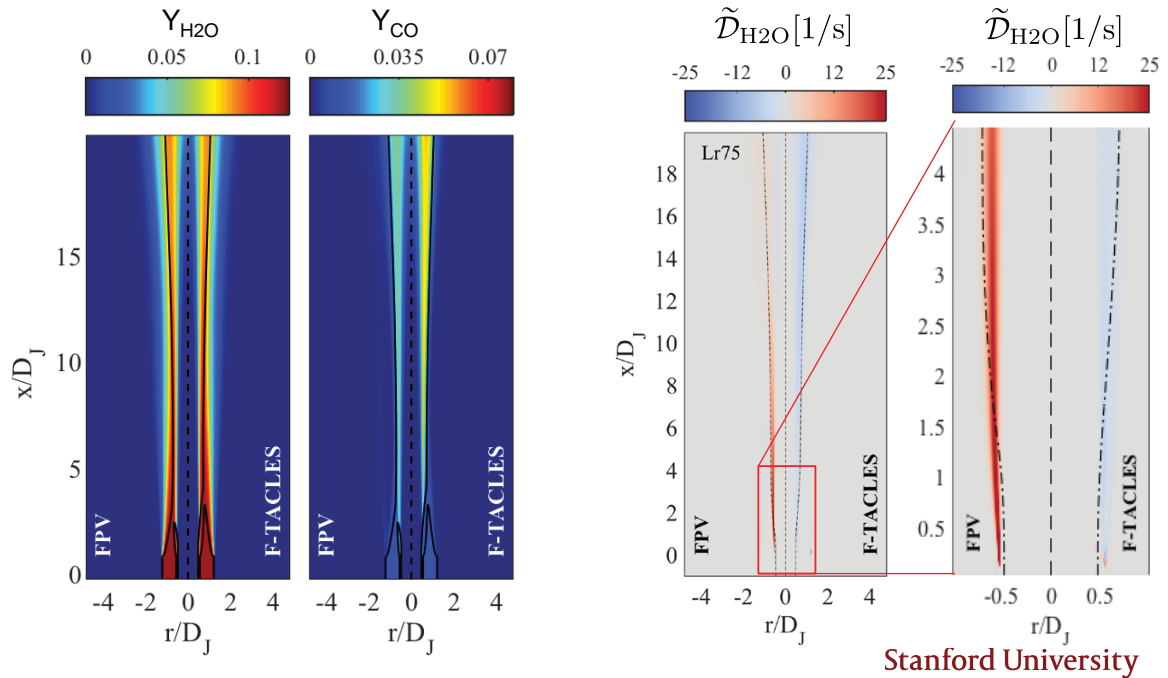 Y_H2O
Y_CO
0 0.05 0.1
0 0.035 0.07
x/D_J
15
10
5
0
FPV
F-TACLES
FPV
F-TACLES
-4 -2 0 2 4
-4 -2 0 2 4
r/D_J
r/D_J
𝒟̃_H2O[1/s]
𝒟̃_H2O[1/s]
-25 -12 0 12 25
-25 -12 0 12 25
Lr75
x/D_J
18
16
14
12
10
8
6
4
2
0
FPV
F-TACLES
-4 -2 0 2 4
r/D_J
4
3.5
3
2.5
2
1.5
1
0.5
FPV
F-TACLES
-0.5 0 0.5
r/D_J
Stanford University